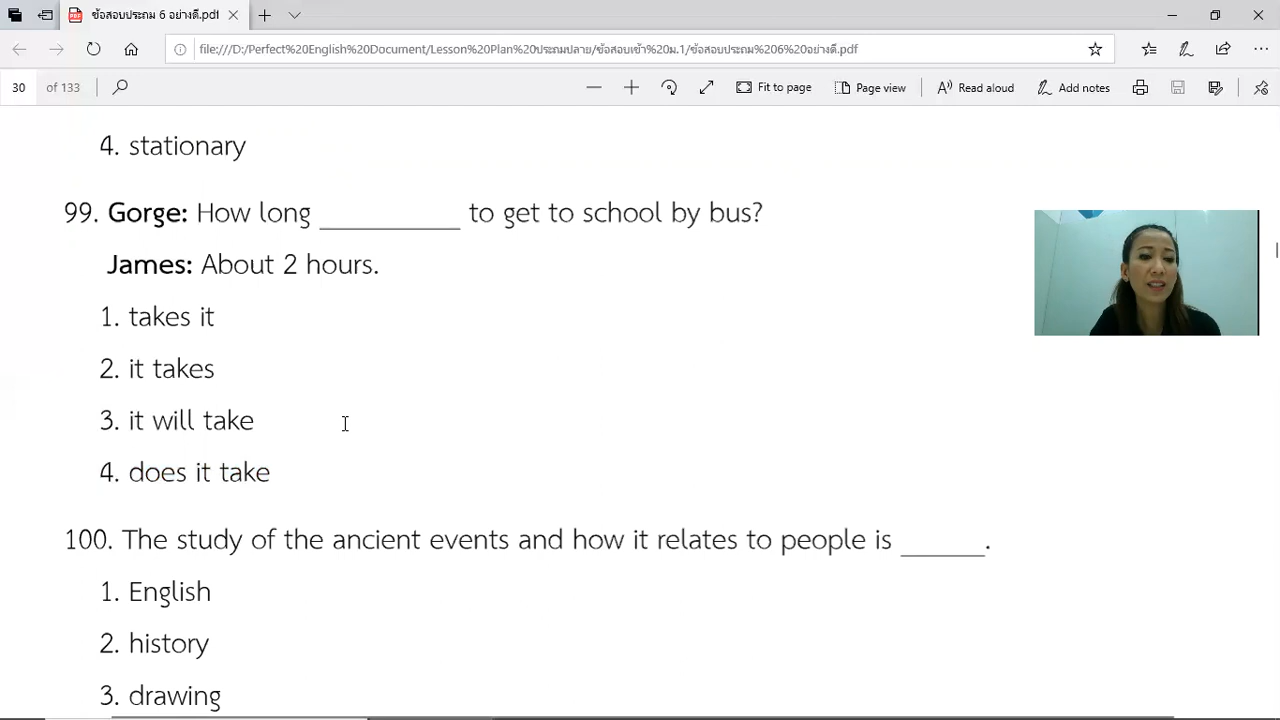 ข้อสอบประถม 6 อย่างดี.pdf
file:///D:/Perfect%20English%20Document/Lesson%20Plan%20ประถมปลาย/ข้อสอบเข้า%20ม.1/ข้อสอบประถม%206%20อย่างดี.pdf
30 of 133
Fit to page
Page view
Read aloud
Add notes
4. stationary
99. Gorge: How long __________ to get to school by bus?
James: About 2 hours.
1. takes it
2. it takes
3. it will take
4. does it take
100. The study of the ancient events and how it relates to people is ______.
1. English
2. history
3. drawing